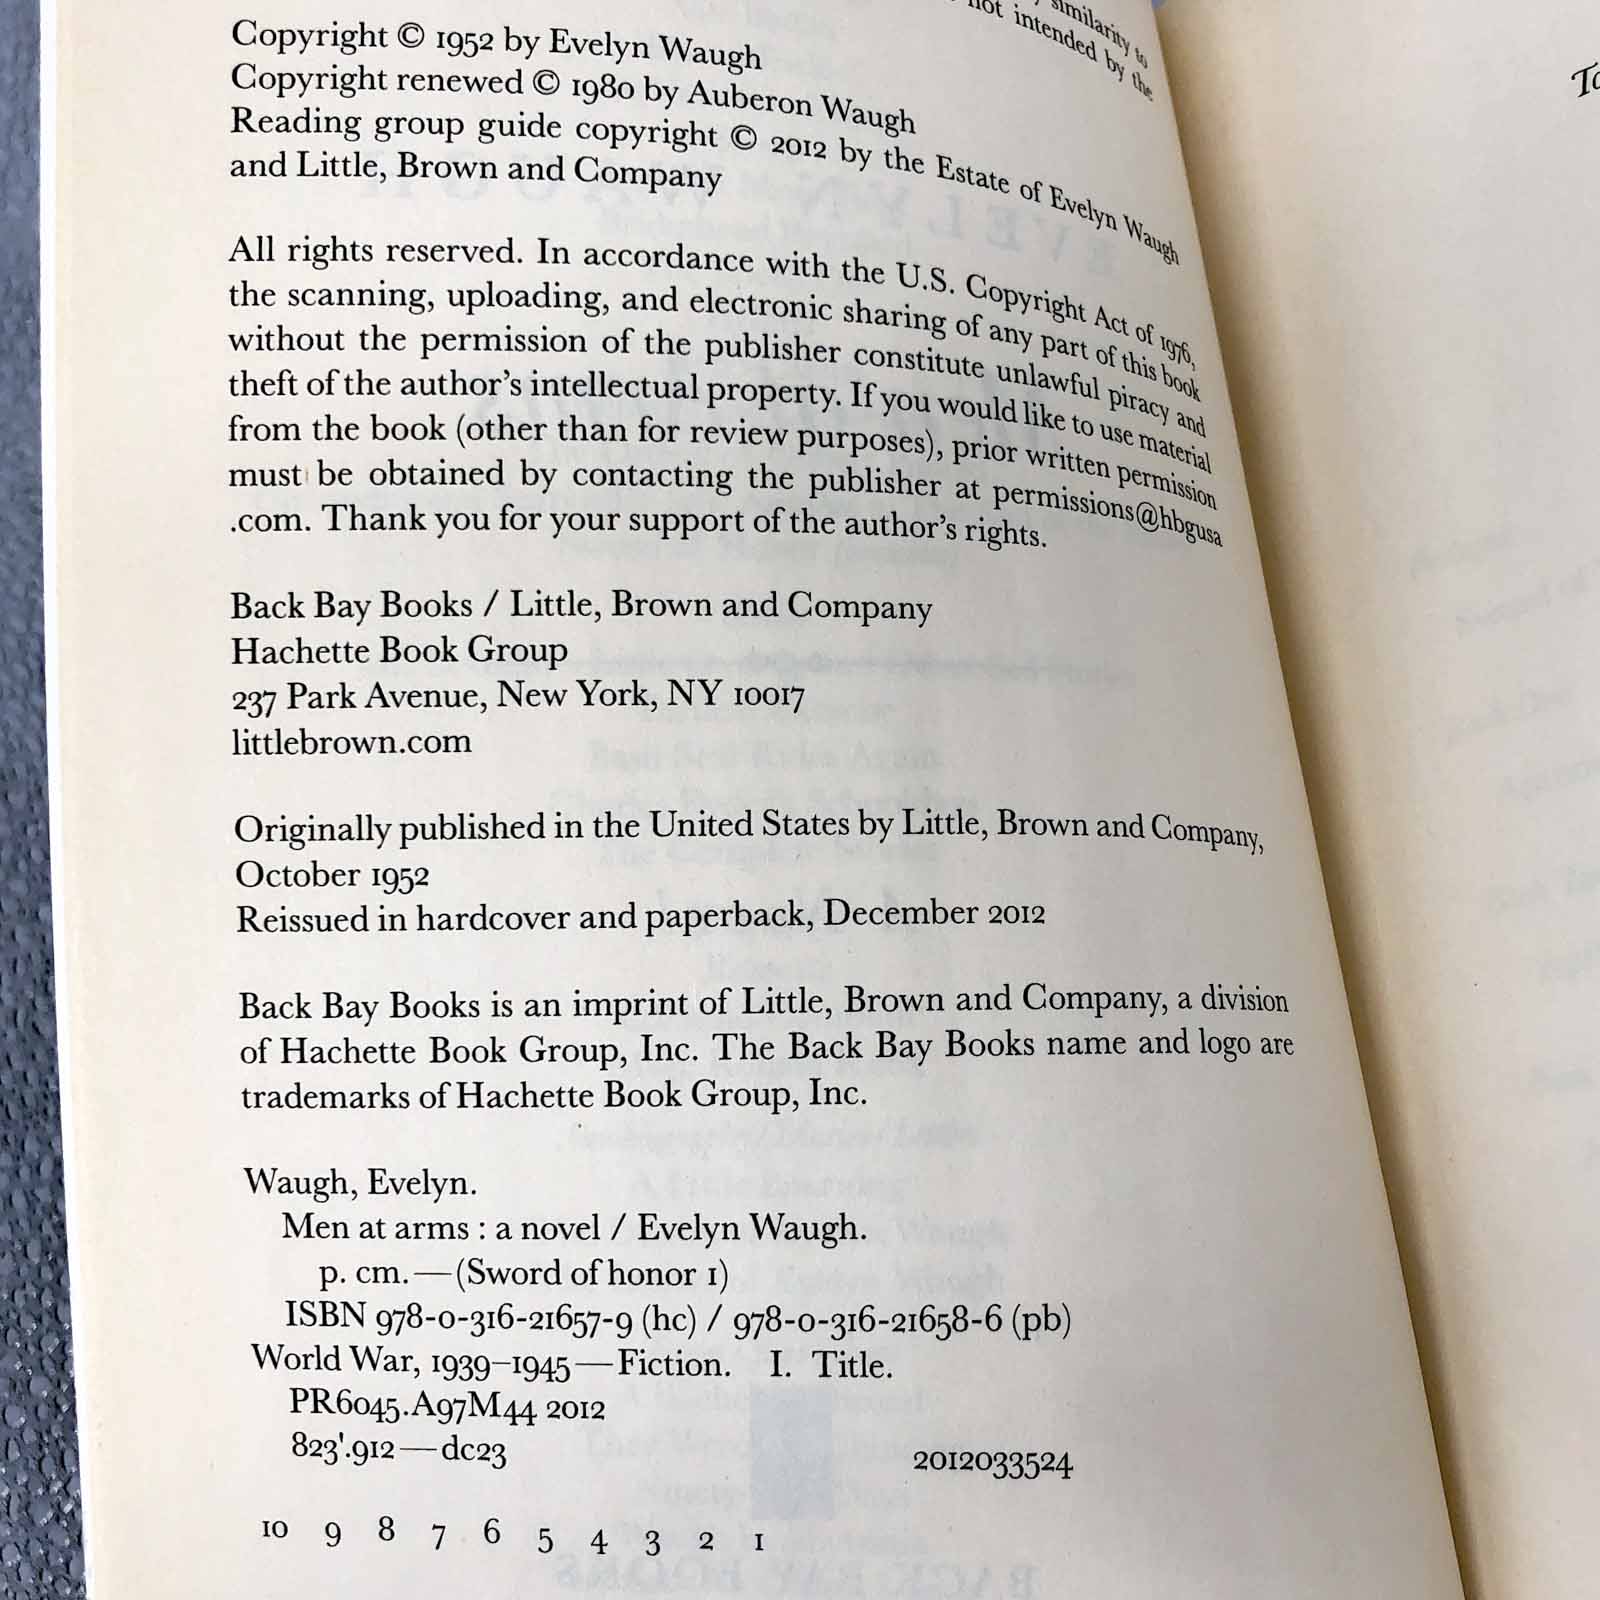 similarity to
not intended by the
Copyright © 1952 by Evelyn Waugh
Copyright renewed © 1980 by Auberon Waugh
Reading group guide copyright © 2012 by the Estate of Evelyn Waugh
and Little, Brown and Company
All rights reserved. In accordance with the U.S. Copyright Act of 1976,
the scanning, uploading, and electronic sharing of any part of this book
without the permission of the publisher constitute unlawful piracy and
theft of the author's intellectual property. If you would like to use material
from the book (other than for review purposes), prior written permission
must be obtained by contacting the publisher at permissions@hbgusa
.com. Thank you for your support of the author's rights.
Back Bay Books / Little, Brown and Company
Hachette Book Group
237 Park Avenue, New York, NY 10017
littlebrown.com
Originally published in the United States by Little, Brown and Company,
October 1952
Reissued in hardcover and paperback, December 2012
Back Bay Books is an imprint of Little, Brown and Company, a division
of Hachette Book Group, Inc. The Back Bay Books name and logo are
trademarks of Hachette Book Group, Inc.
Waugh, Evelyn.
Men at arms : a novel / Evelyn Waugh.
p. cm.—(Sword of honor 1)
ISBN 978-0-316-21657-9 (hc) / 978-0-316-21658-6 (pb)
World War, 1939–1945—Fiction. I. Title.
PR6045.A97M44 2012
823'.912—dc23 2012033524
10 9 8 7 6 5 4 3 2 1